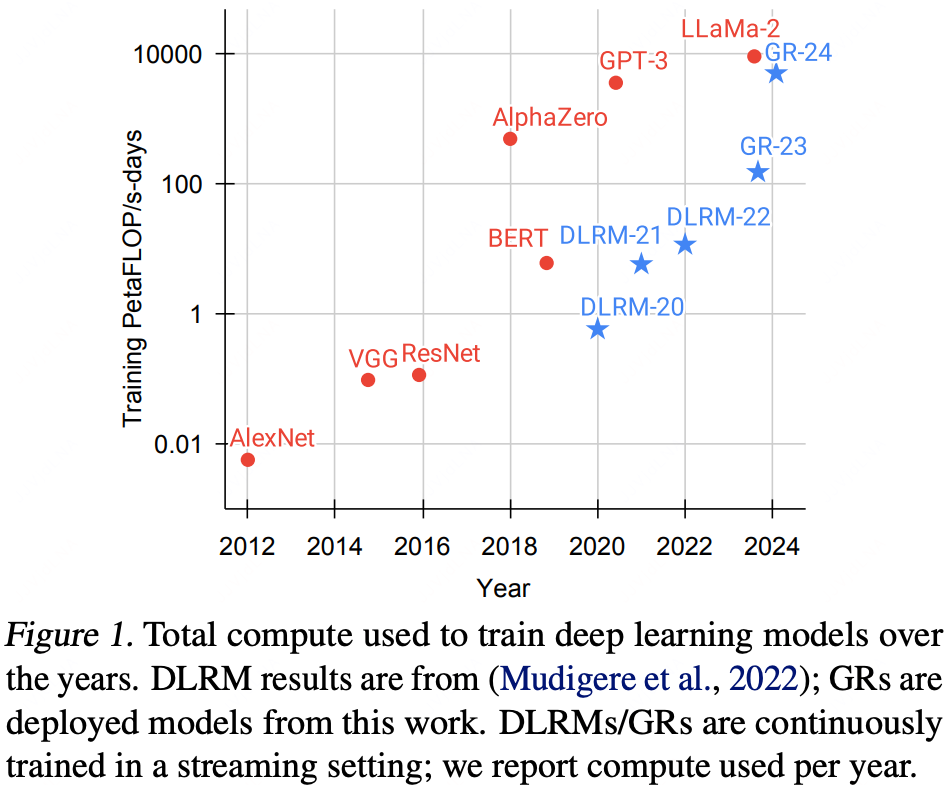 LLaMa-2
10000
GPT-3
GR-24
AlphaZero
GR-23
100
DLRM-22
BERT
DLRM-21
1
DLRM-20
VGG
ResNet
0.01
AlexNet
Training PetaFLOP/s-days
2012 2014 2016 2018 2020 2022 2024
Year
Figure 1. Total compute used to train deep learning models over
the years. DLRM results are from (Mudigere et al., 2022); GRs are
deployed models from this work. DLRMs/GRs are continuously
trained in a streaming setting; we report compute used per year.